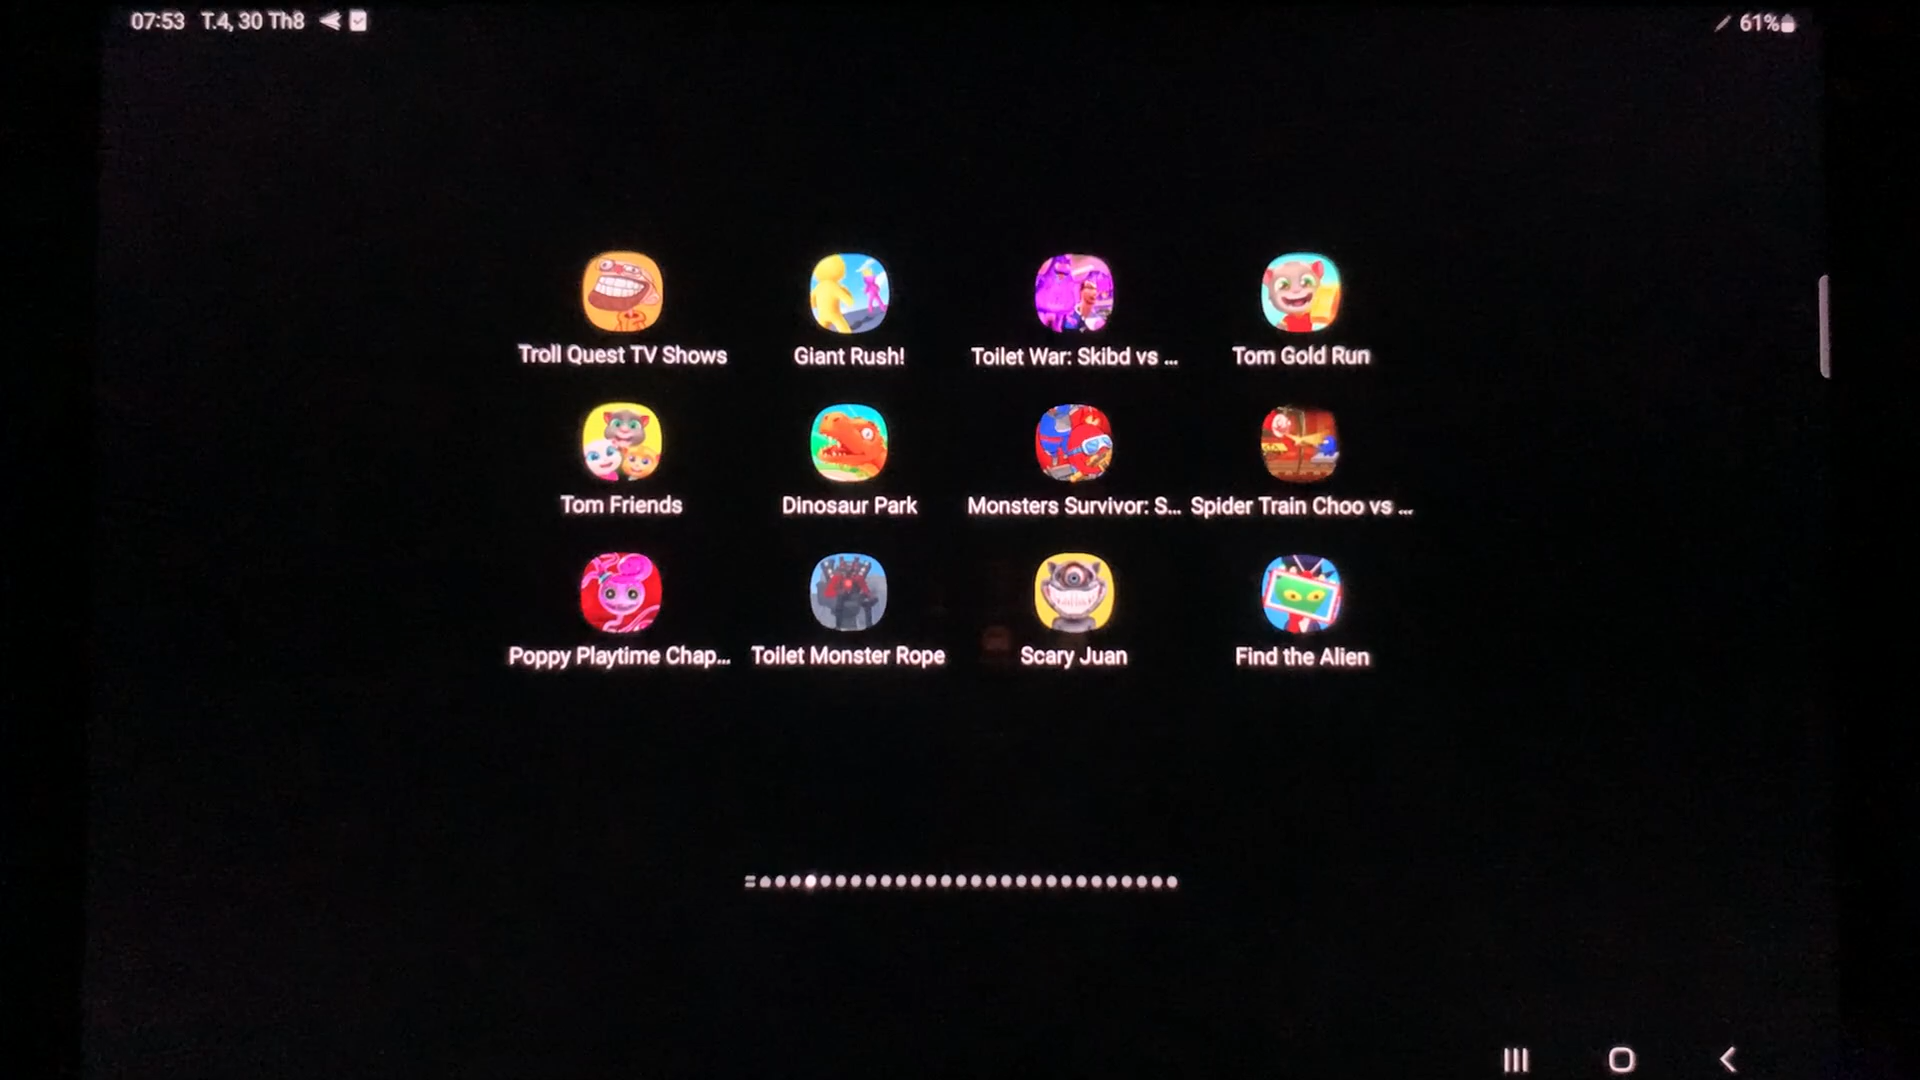 07:53 T.4, 30 Th8
61%
Troll Quest TV Shows
Giant Rush!
Toilet War: Skibd vs ...
Tom Gold Run
Tom Friends
Dinosaur Park
Monsters Survivor: S...
Spider Train Choo vs ...
Poppy Playtime Chap...
Toilet Monster Rope
Scary Juan
Find the Alien